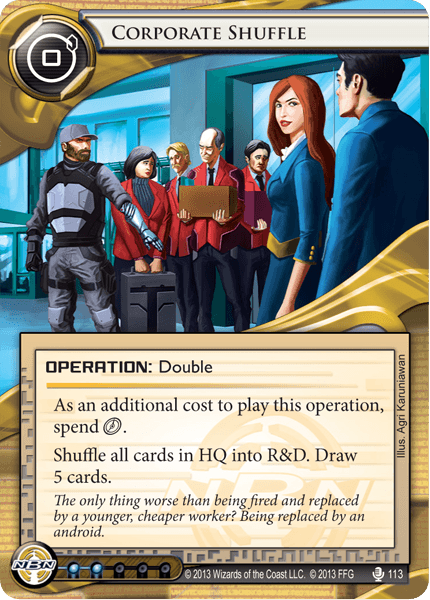 0
CORPORATE SHUFFLE
OPERATION: Double
As an additional cost to play this operation,
spend .
Shuffle all cards in HQ into R&D. Draw
5 cards.
The only thing worse than being fired and replaced
by a younger, cheaper worker? Being replaced by an
android.
Illus. Agri Karuniawan
NBN
© 2013 Wizards of the Coast LLC. © 2013 FFG 113